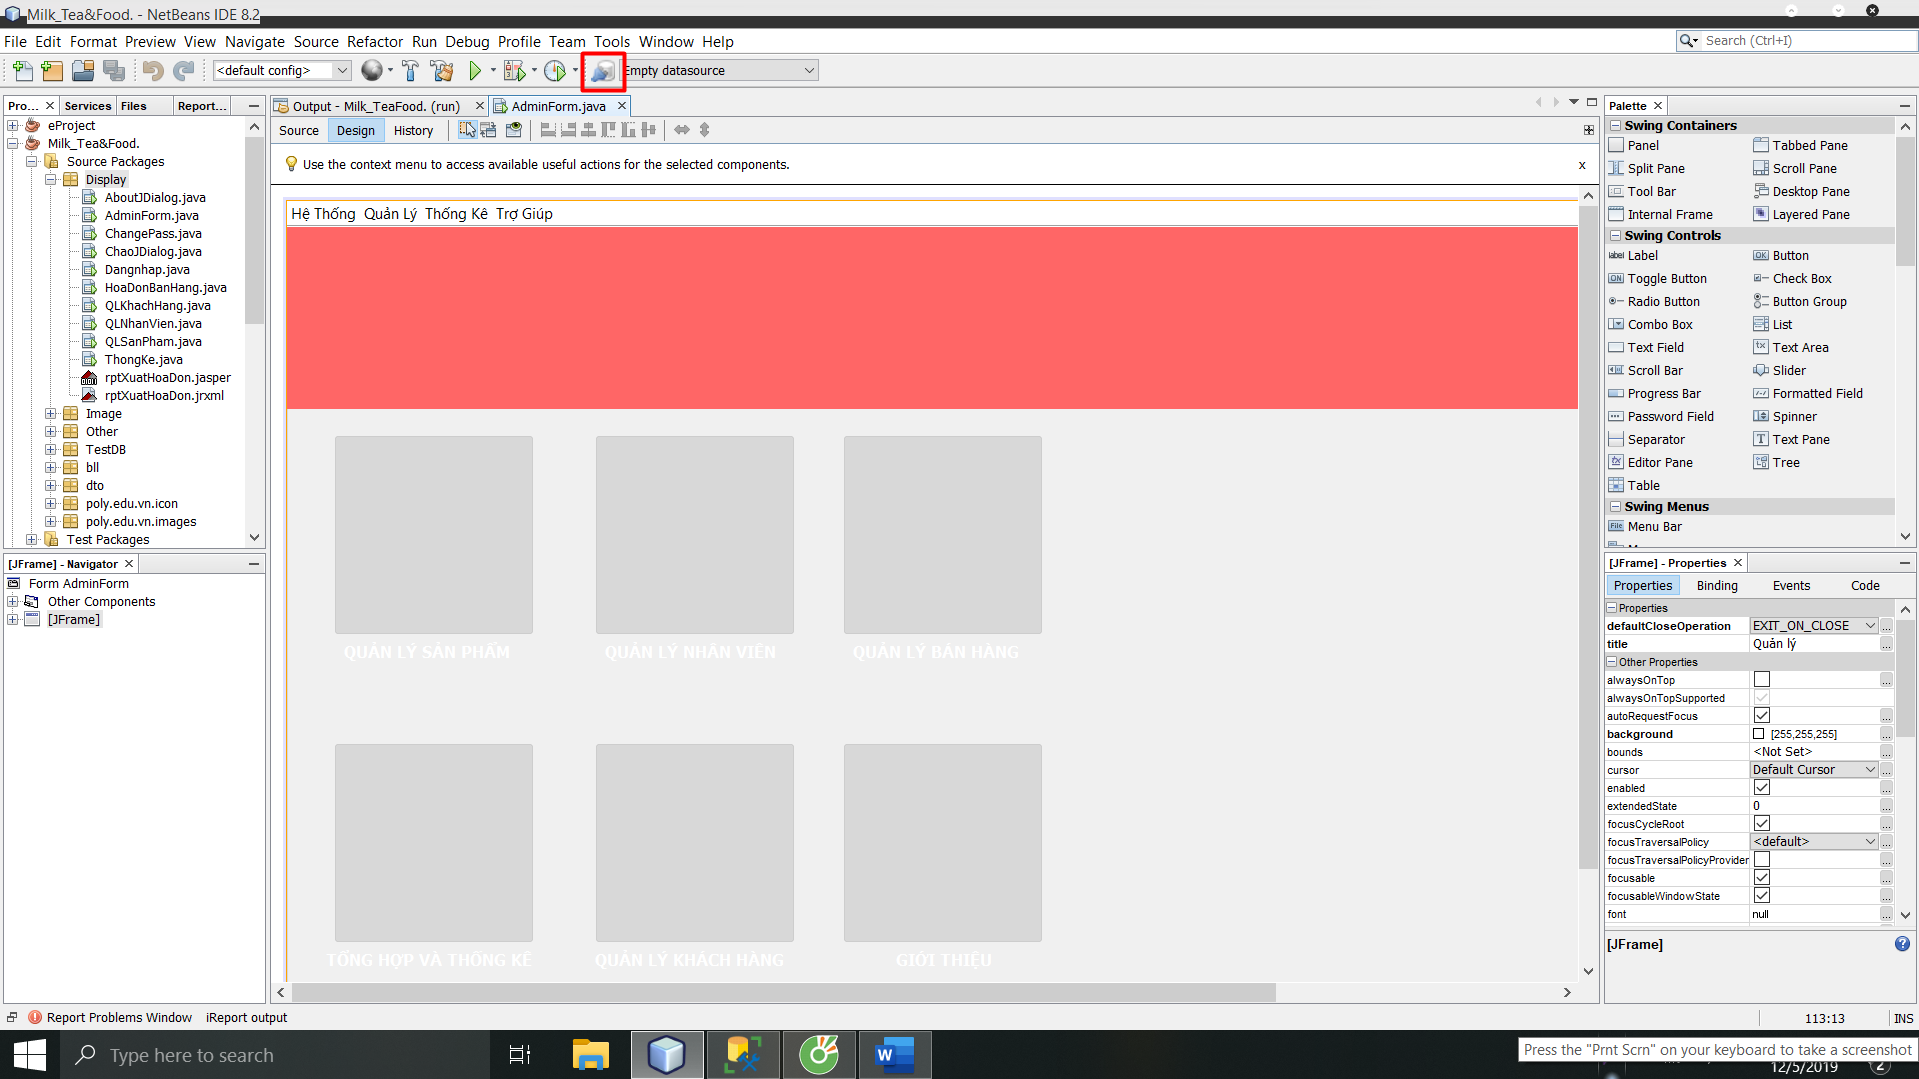 Milk_Tea&Food. - NetBeans IDE 8.2
File Edit Format Preview View Navigate Source Refactor Run Debug Profile Team Tools Window Help
Search (Ctrl+I)
<default config>
Empty datasource
Pro... Services Files Report...
eProject
Milk_Tea&Food.
Source Packages
Display
AboutJDialog.java
AdminForm.java
ChangePass.java
ChaoJDialog.java
Dangnhap.java
HoaDonBanHang.java
QLKhachHang.java
QLNhanVien.java
QLSanPham.java
ThongKe.java
rptXuatHoaDon.jasper
rptXuatHoaDon.jrxml
Image
Other
TestDB
bll
dto
poly.edu.vn.icon
poly.edu.vn.images
Test Packages
[JFrame] - Navigator
Form AdminForm
Other Components
[JFrame]
Output - Milk_TeaFood. (run) AdminForm.java
Source Design History
Use the context menu to access available useful actions for the selected components. x
Hệ Thống Quản Lý Thống Kê Trợ Giúp
QUẢN LÝ SẢN PHẨM QUẢN LÝ NHÂN VIÊN QUẢN LÝ BÁN HÀNG
TỔNG HỢP VÀ THỐNG KÊ QUẢN LÝ KHÁCH HÀNG GIỚI THIỆU
Palette
Swing Containers
Panel Tabbed Pane
Split Pane Scroll Pane
Tool Bar Desktop Pane
Internal Frame Layered Pane
Swing Controls
label Label OK Button
ON Toggle Button Check Box
Radio Button Button Group
Combo Box List
Text Field Text Area
Scroll Bar Slider
Progress Bar Formatted Field
Password Field Spinner
Separator Text Pane
Editor Pane Tree
Table
Swing Menus
File Menu Bar
[JFrame] - Properties
Properties Binding Events Code
Properties
defaultCloseOperation EXIT_ON_CLOSE ...
title Quản lý ...
Other Properties
alwaysOnTop ...
alwaysOnTopSupported
autoRequestFocus ...
background [255,255,255] ...
bounds <Not Set> ...
cursor Default Cursor ...
enabled ...
extendedState 0 ...
focusCycleRoot ...
focusTraversalPolicy <default> ...
focusTraversalPolicyProvider ...
focusable ...
focusableWindowState ...
font null ...
[JFrame]
Report Problems Window iReport output
113:13 INS
Type here to search
Press the "Prnt Scrn" on your keyboard to take a screenshot
12/5/2019
2